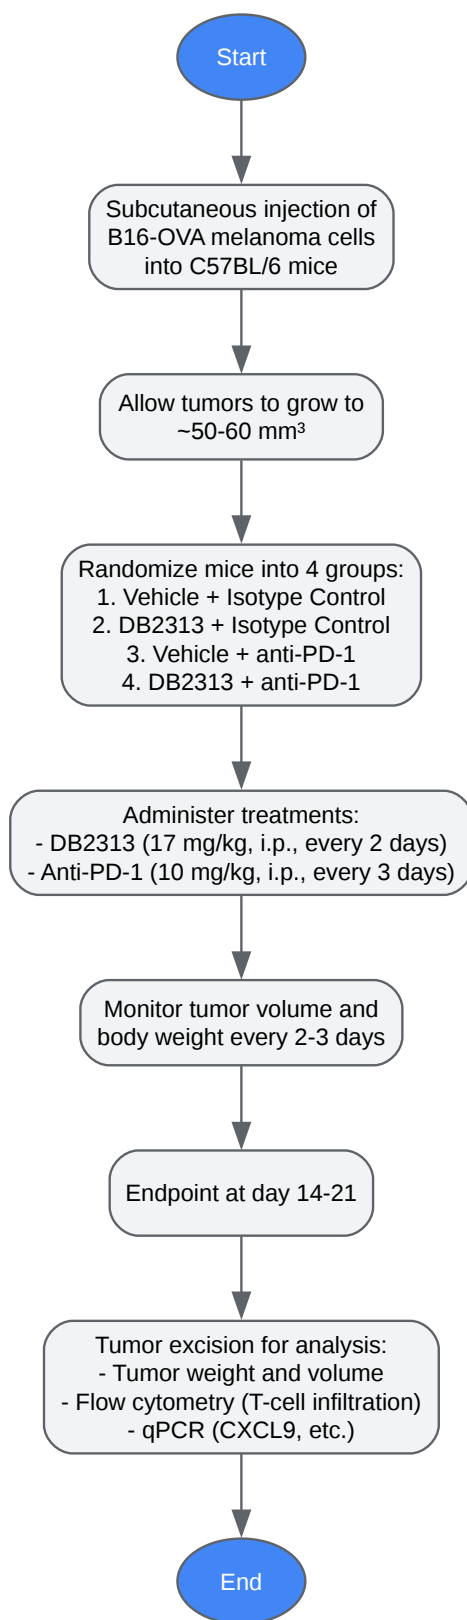 Start
Subcutaneous injection of
B16-OVA melanoma cells
into C57BL/6 mice
Allow tumors to grow to
~50-60 mm³
Randomize mice into 4 groups:
1. Vehicle + Isotype Control
2. DB2313 + Isotype Control
3. Vehicle + anti-PD-1
4. DB2313 + anti-PD-1
Administer treatments:
- DB2313 (17 mg/kg, i.p., every 2 days)
- Anti-PD-1 (10 mg/kg, i.p., every 3 days)
Monitor tumor volume and
body weight every 2-3 days
Endpoint at day 14-21
Tumor excision for analysis:
- Tumor weight and volume
- Flow cytometry (T-cell infiltration)
- qPCR (CXCL9, etc.)
End